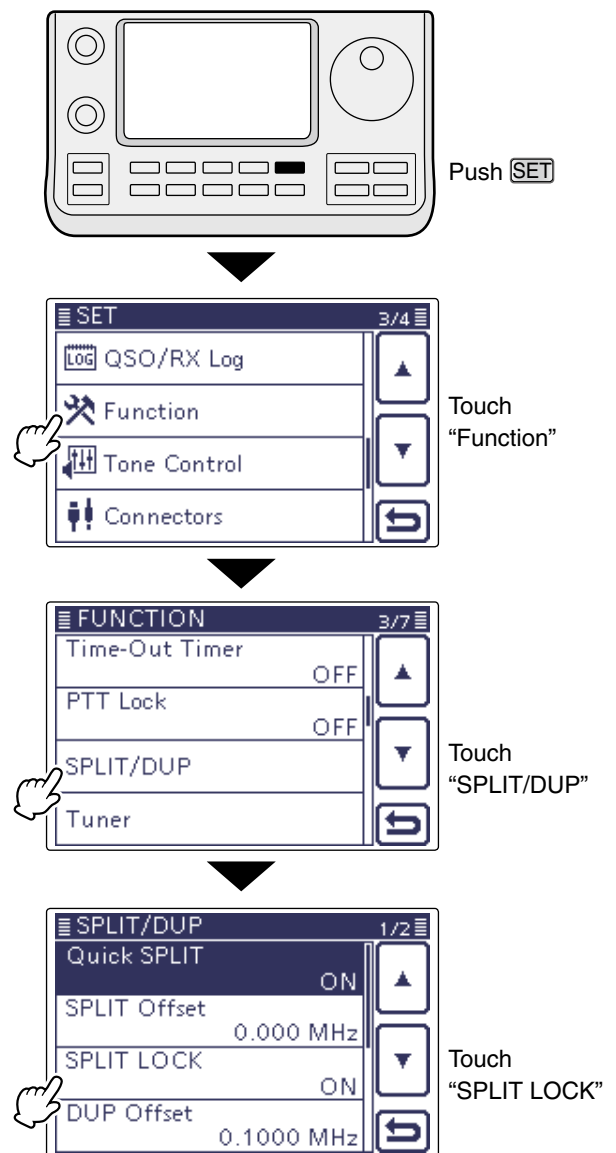 Push SET
SET 3/4
LOG QSO/RX Log
Function
Tone Control
Connectors
Touch
“Function”
FUNCTION 3/7
Time-Out Timer
OFF
PTT Lock
OFF
SPLIT/DUP
Tuner
Touch
“SPLIT/DUP”
SPLIT/DUP 1/2
Quick SPLIT
ON
SPLIT Offset
0.000 MHz
SPLIT LOCK
ON
DUP Offset
0.1000 MHz
Touch
“SPLIT LOCK”